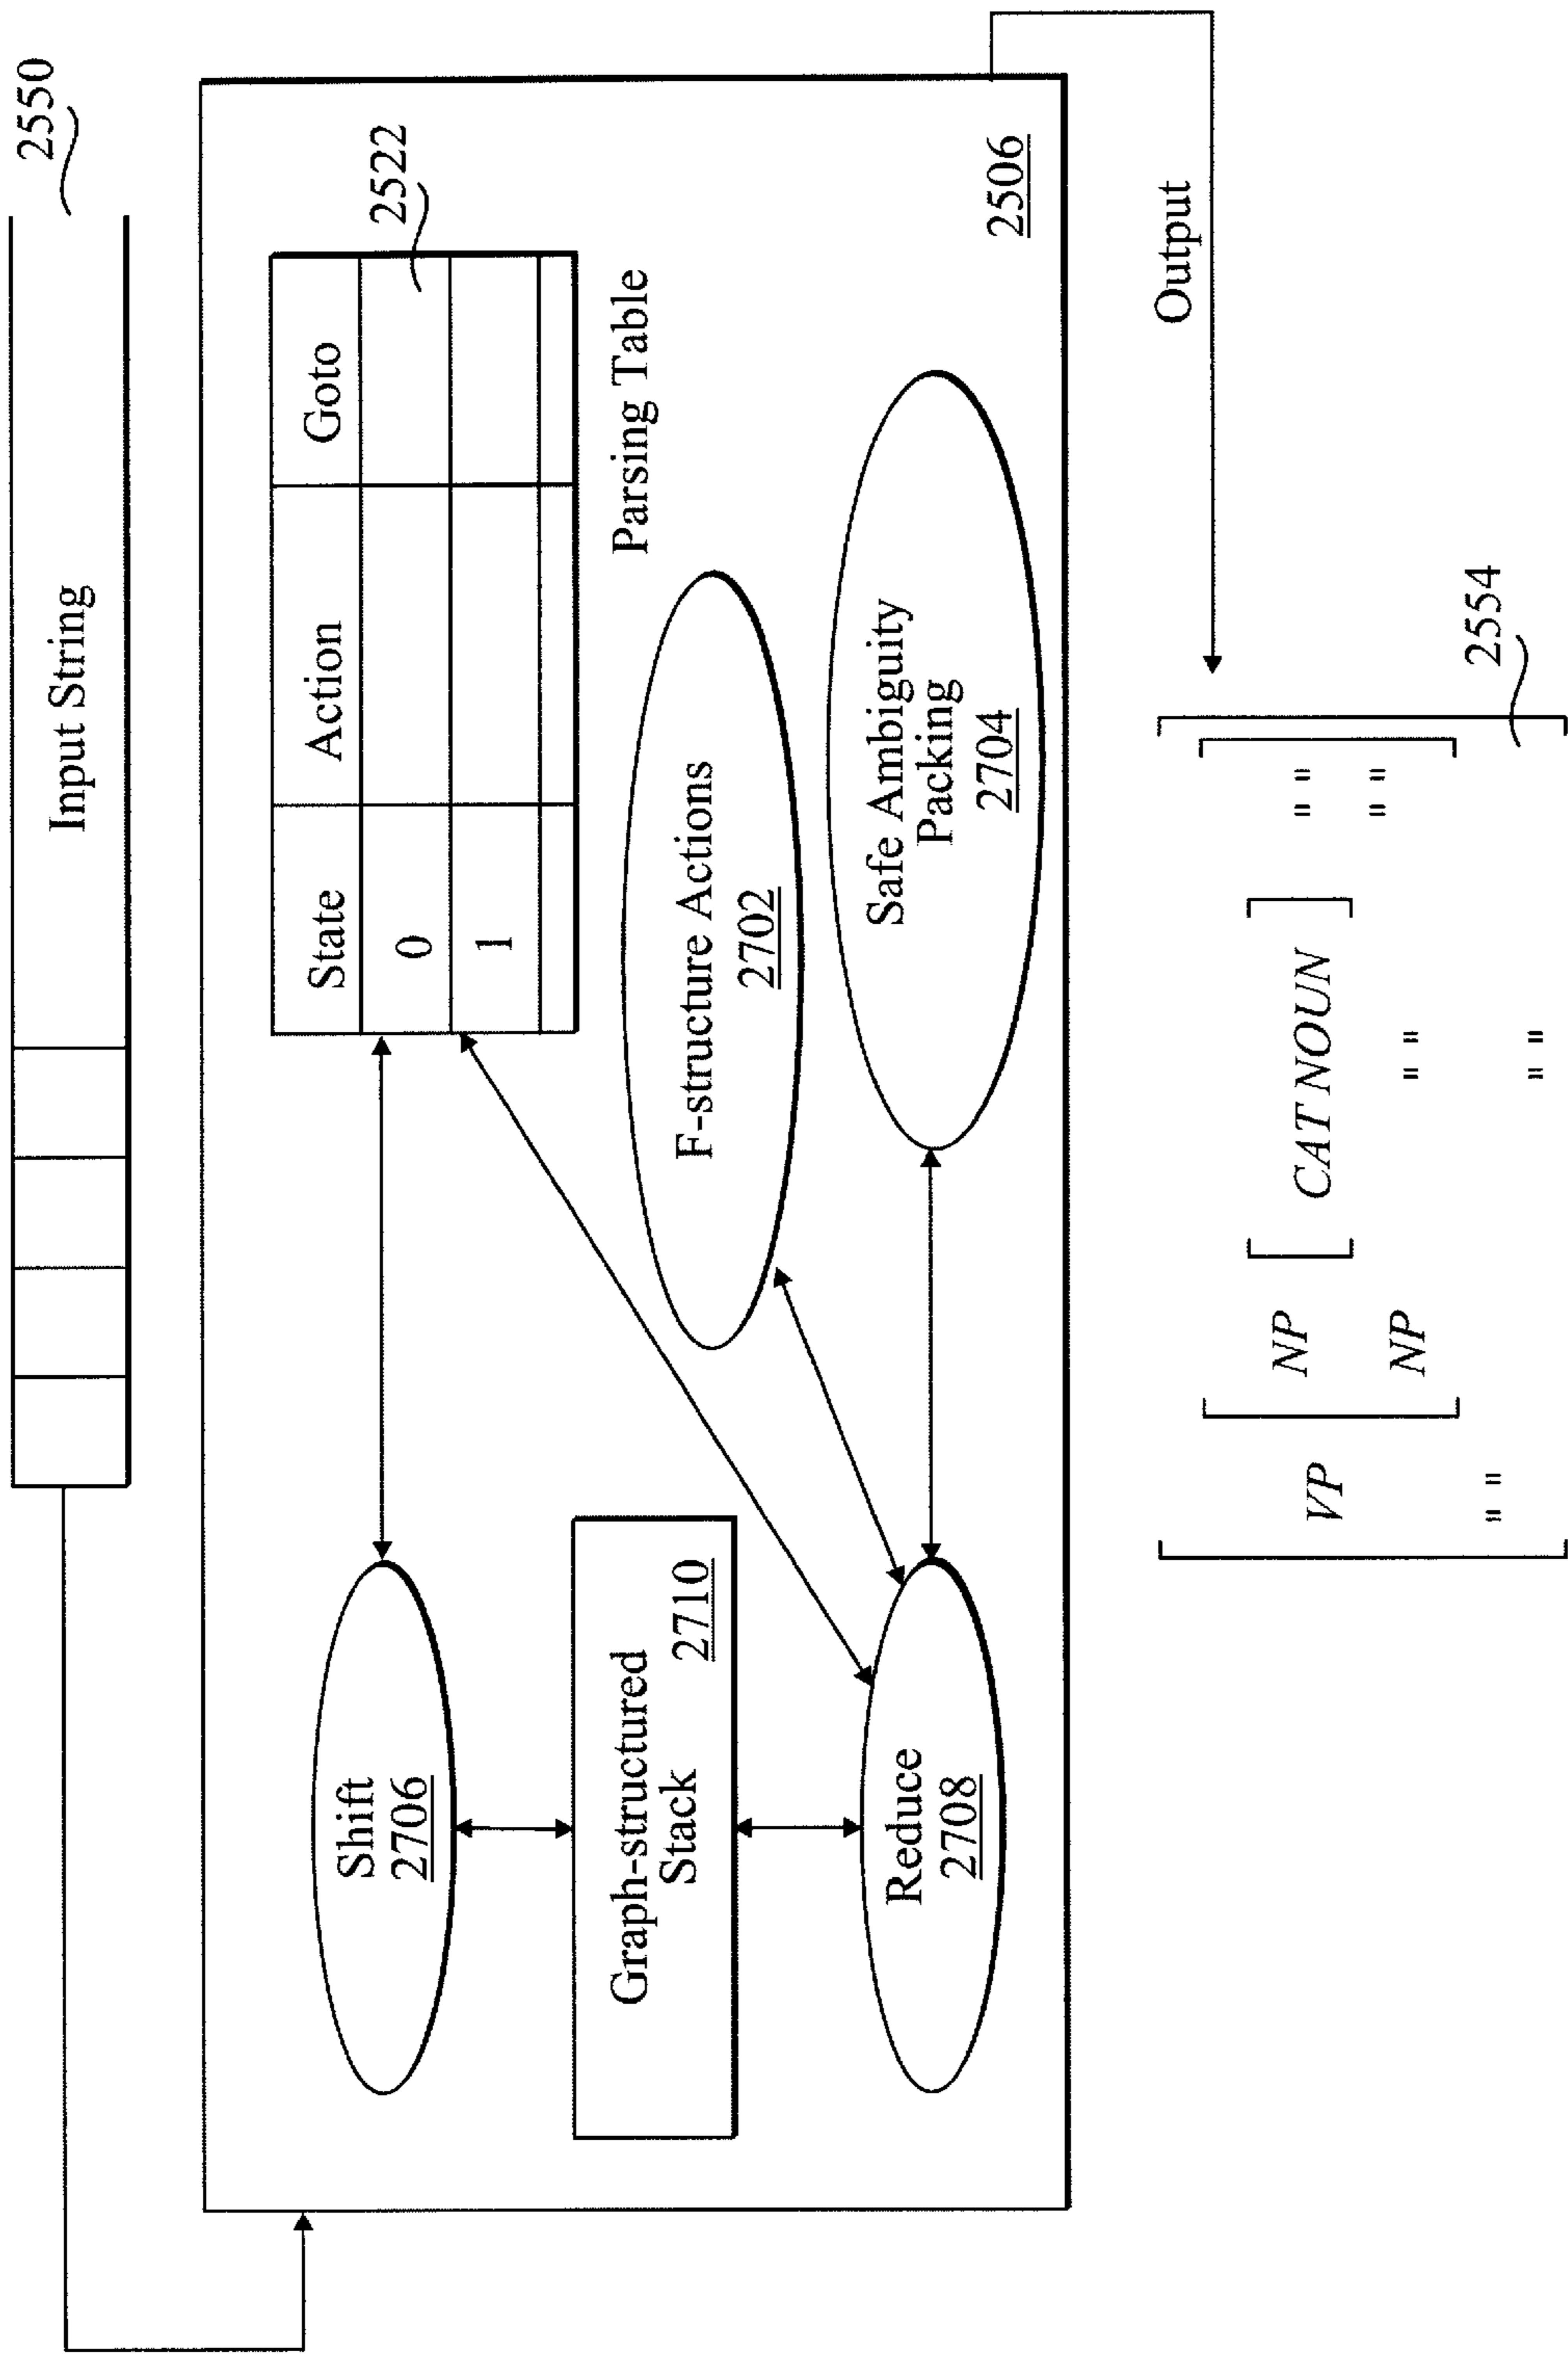 2550
Input String
State Action Goto
0
1
2522
Parsing Table
Shift
2706
Graph-structured
Stack 2710
Reduce
2708
F-structure Actions
2702
Safe Ambiguity
Packing
2704
2506
Output
VP [ NP [ CAT NOUN ] " "
NP " " " " ]
" " " "
2554